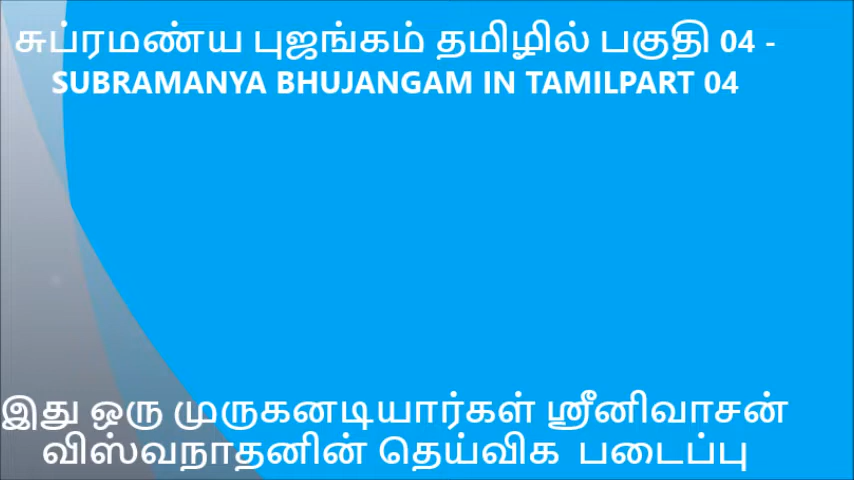 சுப்ரமண்ய புஜங்கம் தமிழில் பகுதி 04 -
SUBRAMANYA BHUJANGAM IN TAMILPART 04
இது ஒரு முருகனடியார்கள் ஸ்ரீனிவாசன்
விஸ்வநாதனின் தெய்விக படைப்பு